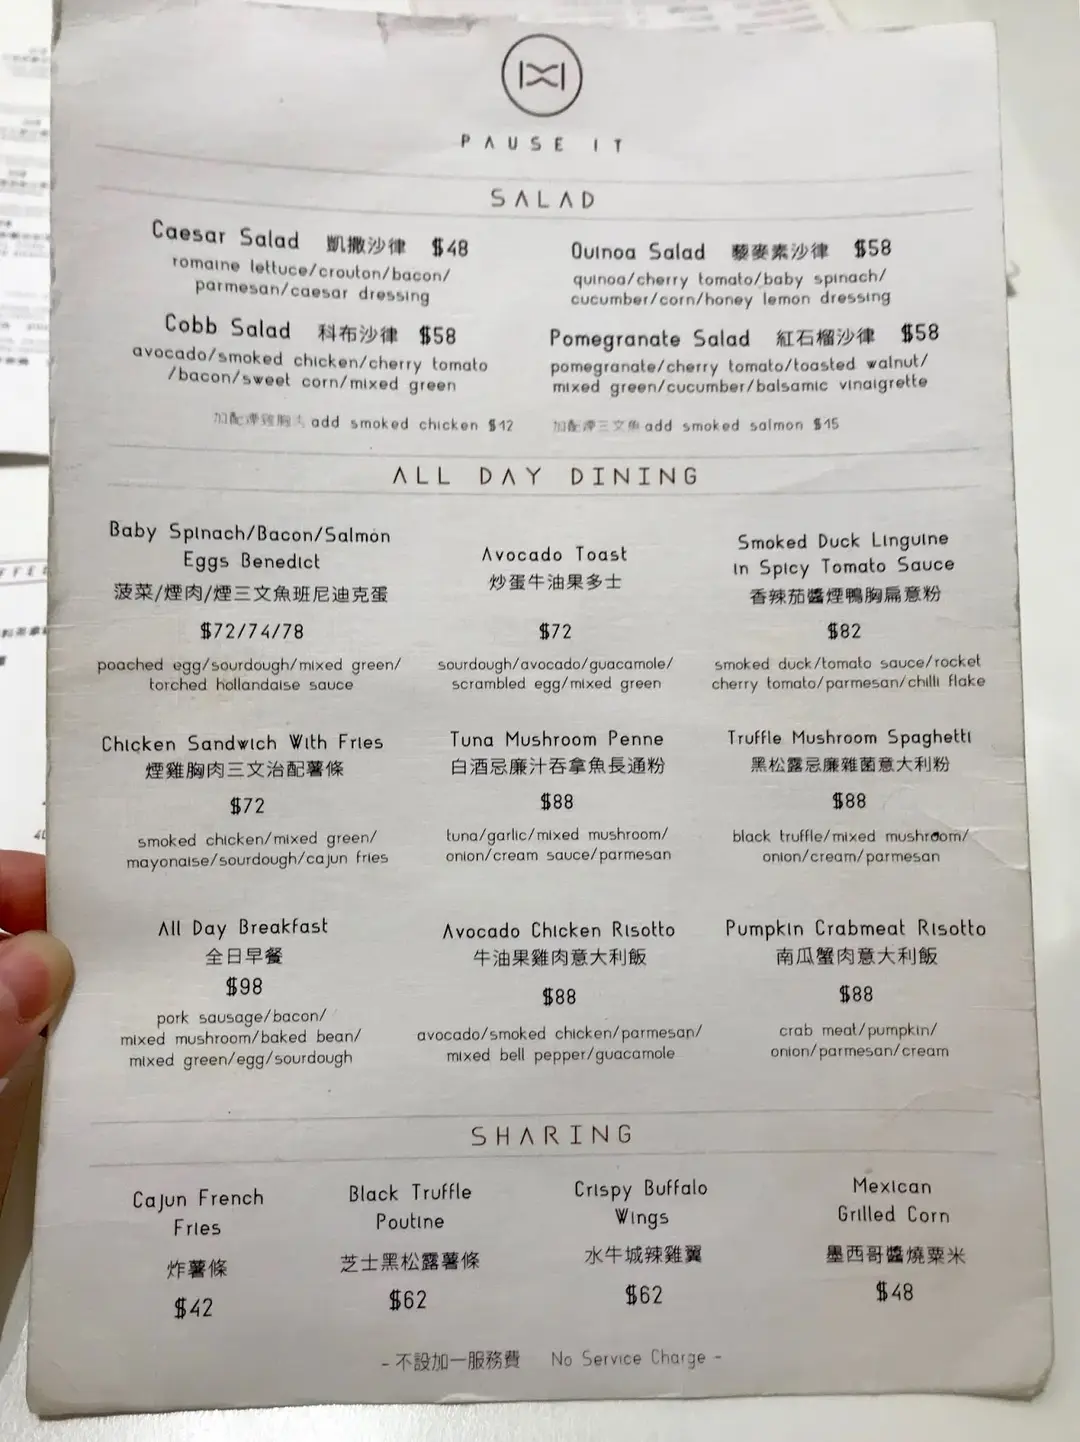 PAUSE IT
SALAD
Caesar Salad 凱撒沙律 $48
romaine lettuce/crouton/bacon/
parmesan/caesar dressing
Quinoa Salad 藜麥素沙律 $58
quinoa/cherry tomato/baby spinach/
cucumber/corn/honey lemon dressing
Cobb Salad 科布沙律 $58
avocado/smoked chicken/cherry tomato
/bacon/sweet corn/mixed green
Pomegranate Salad 紅石榴沙律 $58
pomegranate/cherry tomato/toasted walnut/
mixed green/cucumber/balsamic vinaigrette
add smoked chicken $12
加配煙三文魚 add smoked salmon $15
ALL DAY DINING
Baby Spinach/Bacon/Salmon
Eggs Benedict
菠菜/煙肉/煙三文魚班尼迪克蛋
$72/74/78
poached egg/sourdough/mixed green/
torched hollandaise sauce
Avocado Toast
炒蛋牛油果多士
$72
sourdough/avocado/guacamole/
scrambled egg/mixed green
Smoked Duck Linguine
in Spicy Tomato Sauce
香辣茄醬煙鴨胸扁意粉
$82
smoked duck/tomato sauce/rocket
cherry tomato/parmesan/chilli flake
Chicken Sandwich With Fries
煙雞胸肉三文治配薯條
$72
smoked chicken/mixed green/
mayonaise/sourdough/cajun fries
Tuna Mushroom Penne
白酒忌廉汁吞拿魚長通粉
$88
tuna/garlic/mixed mushroom/
onion/cream sauce/parmesan
Truffle Mushroom Spaghetti
黑松露忌廉雜菌意大利粉
$88
black truffle/mixed mushroom/
onion/cream/parmesan
All Day Breakfast
全日早餐
$98
pork sausage/bacon/
mixed mushroom/baked bean/
mixed green/egg/sourdough
Avocado Chicken Risotto
牛油果雞肉意大利飯
$88
avocado/smoked chicken/parmesan/
mixed bell pepper/guacamole
Pumpkin Crabmeat Risotto
南瓜蟹肉意大利飯
$88
crab meat/pumpkin/
onion/parmesan/cream
SHARING
Cajun French
Fries
炸薯條
$42
Black Truffle
Poutine
芝士黑松露薯條
$62
Crispy Buffalo
Wings
水牛城辣雞翼
$62
Mexican
Grilled Corn
墨西哥醬燒粟米
$48
- 不設加一服務費 No Service Charge -